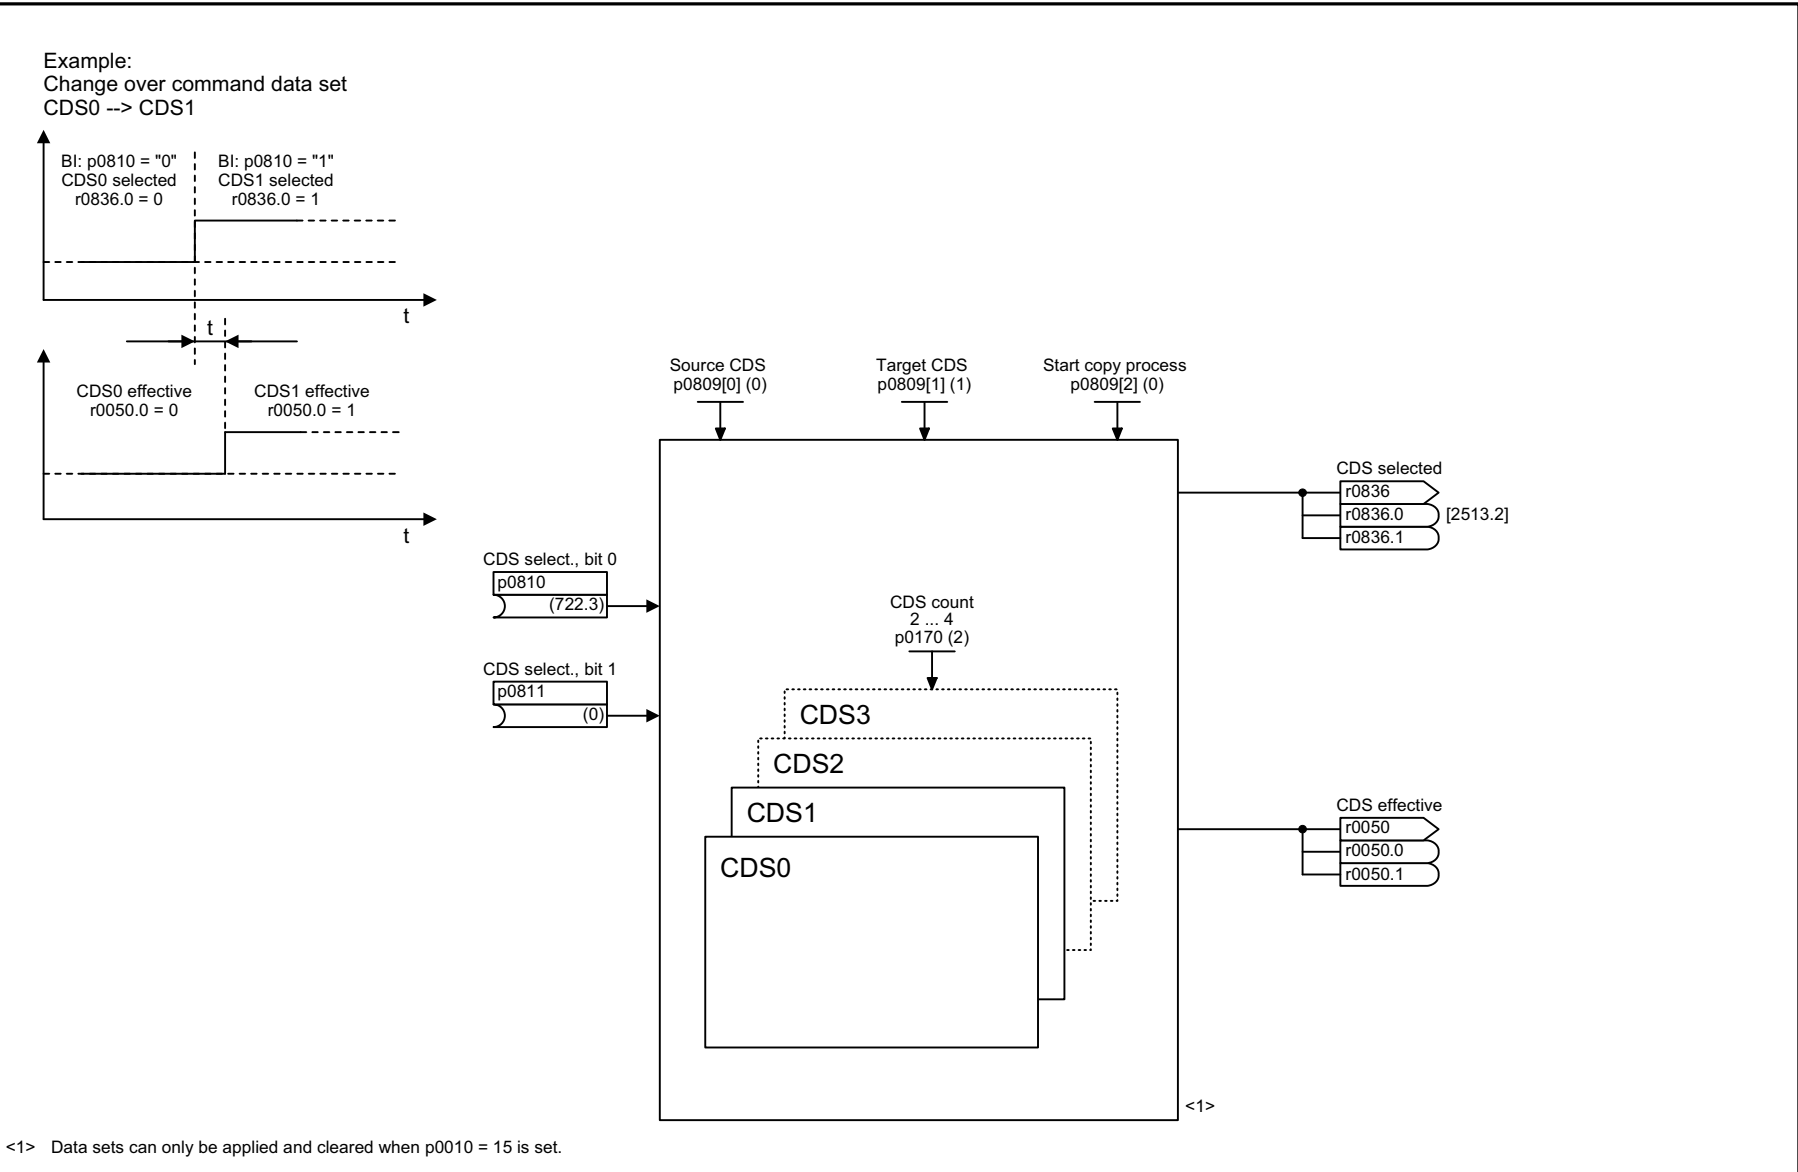 Example:
Change over command data set
CDS0 --> CDS1
BI: p0810 = "0"
CDS0 selected
r0836.0 = 0
BI: p0810 = "1"
CDS1 selected
r0836.0 = 1
t
t
CDS0 effective
r0050.0 = 0
CDS1 effective
r0050.0 = 1
t
Source CDS
p0809[0] (0)
Target CDS
p0809[1] (1)
Start copy process
p0809[2] (0)
CDS selected
r0836
r0836.0
[2513.2]
r0836.1
CDS select., bit 0
p0810
(722.3)
CDS select., bit 1
p0811
(0)
CDS count
2 ... 4
p0170 (2)
CDS3
CDS2
CDS1
CDS0
CDS effective
r0050
r0050.0
r0050.1
<1>
<1> Data sets can only be applied and cleared when p0010 = 15 is set.